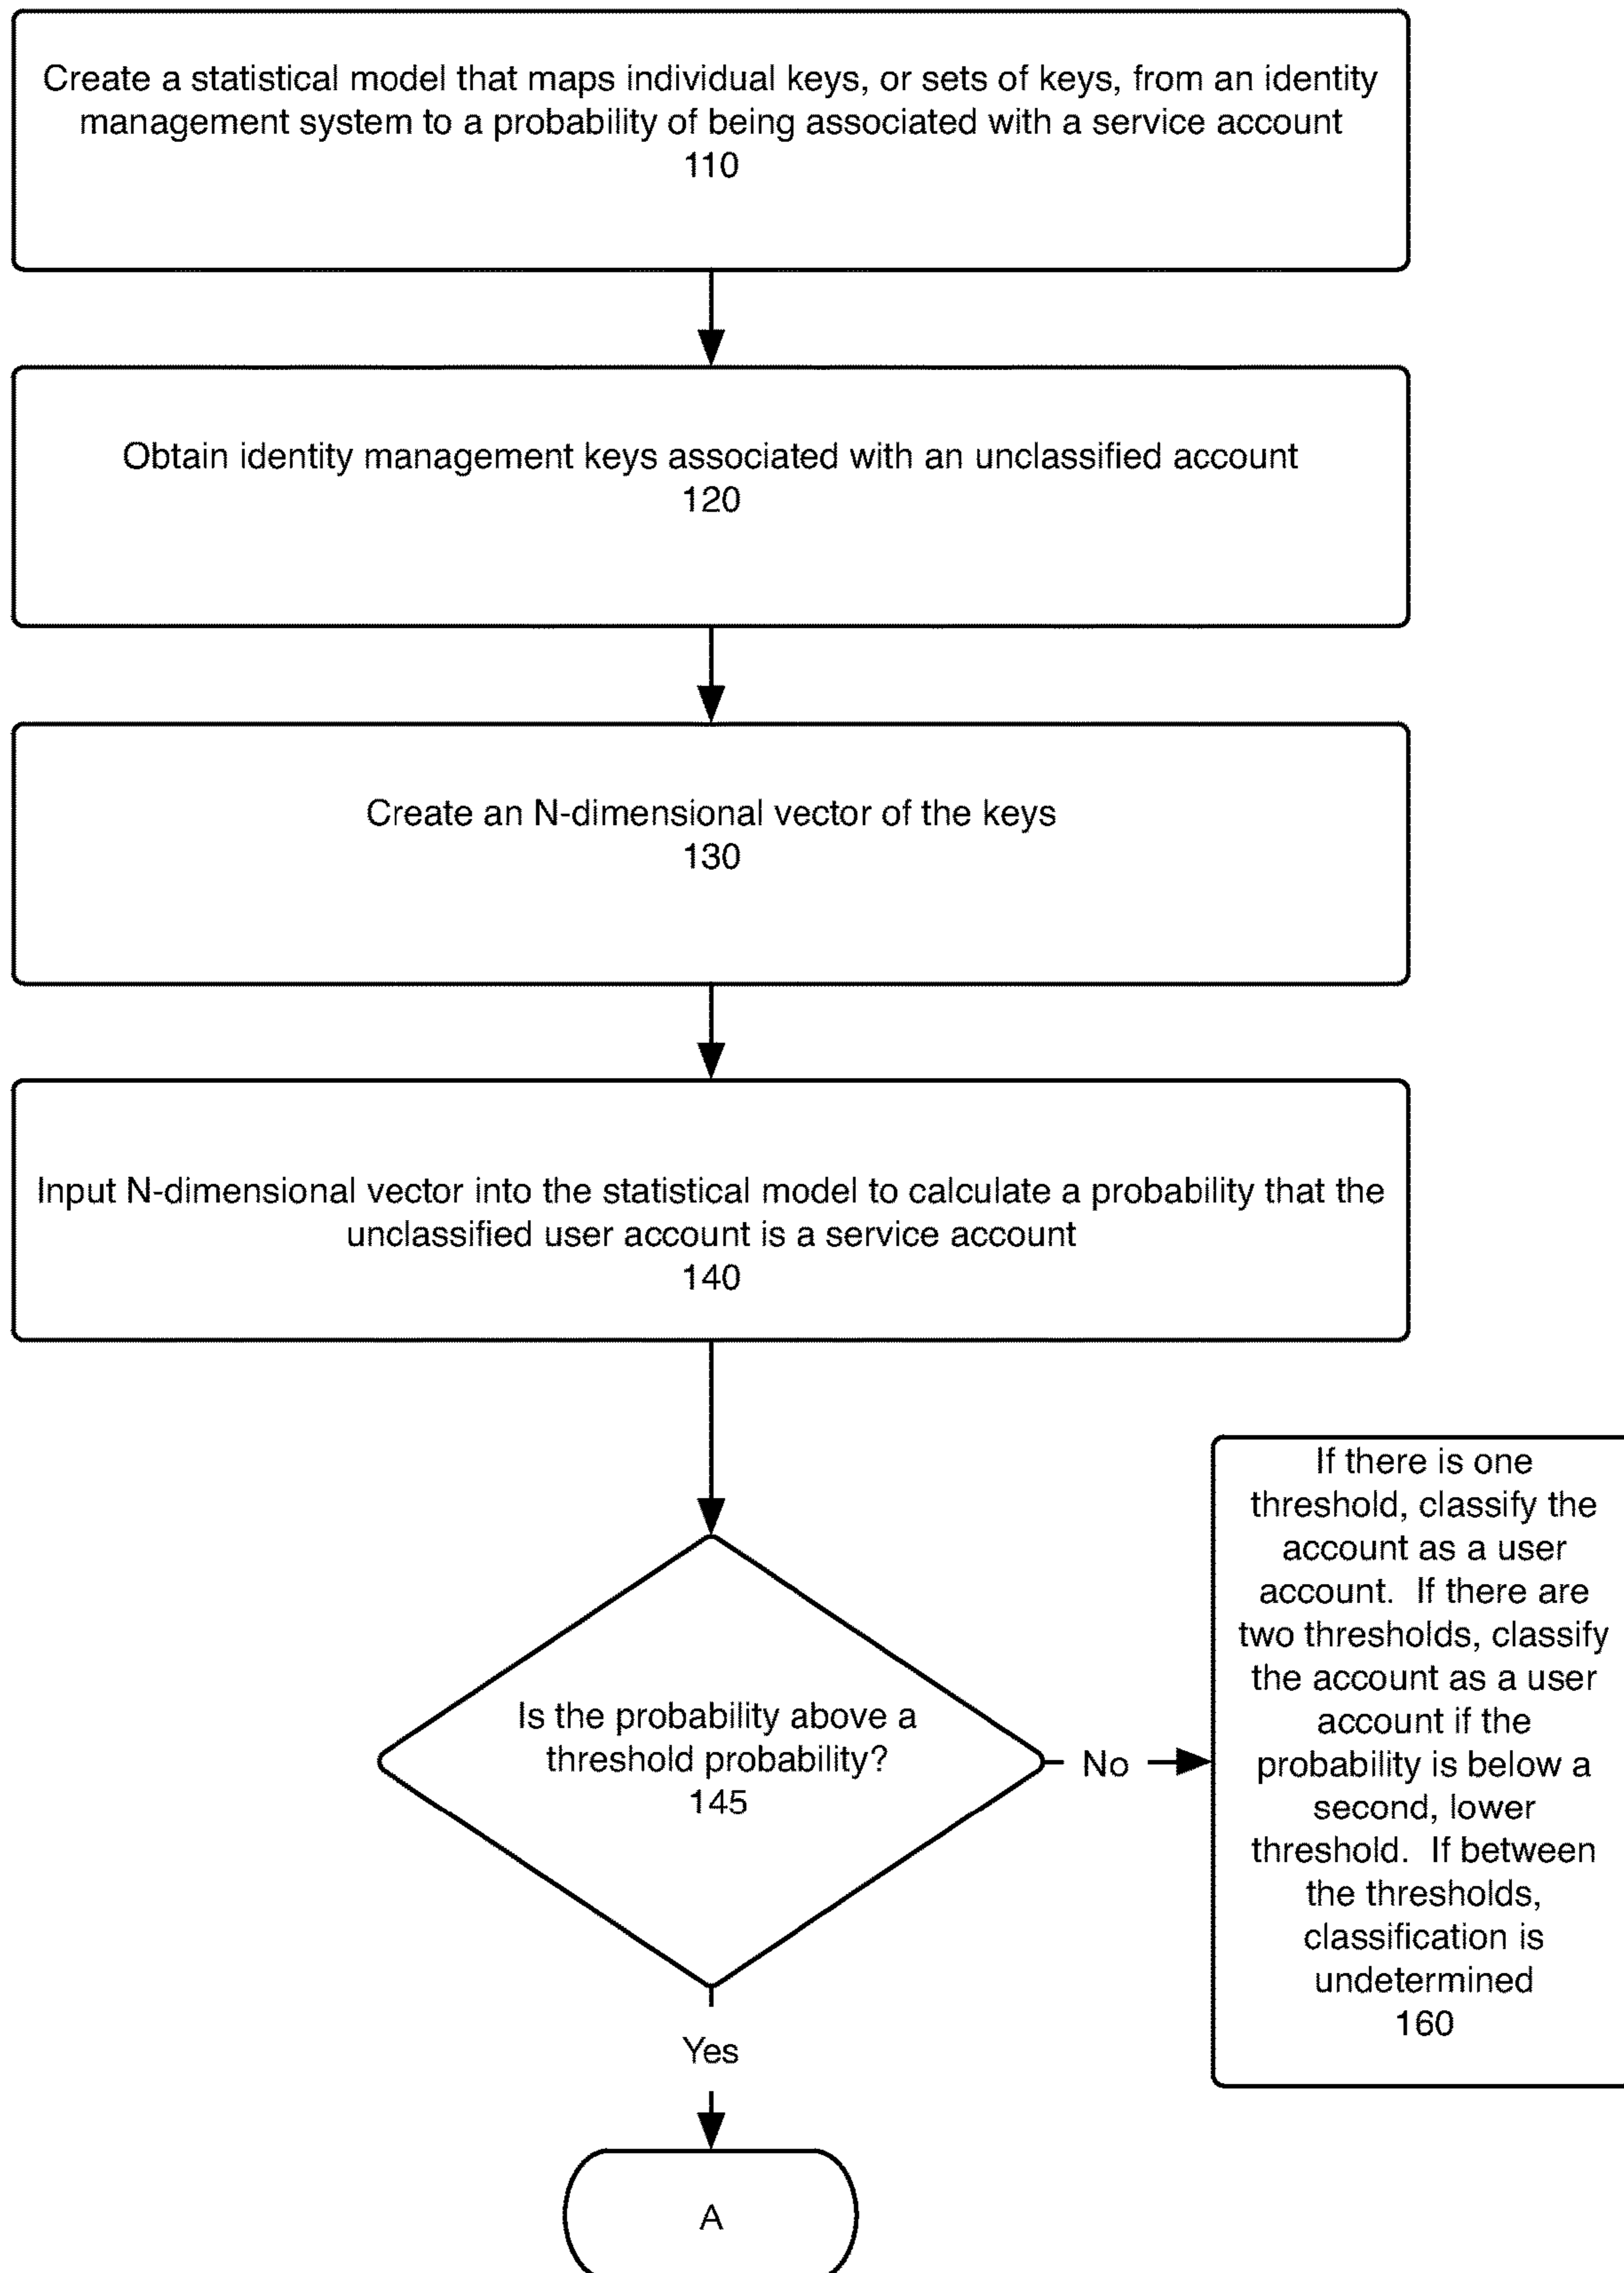 Create a statistical model that maps individual keys, or sets of keys, from an identity
management system to a probability of being associated with a service account
110
Obtain identity management keys associated with an unclassified account
120
Create an N-dimensional vector of the keys
130
Input N-dimensional vector into the statistical model to calculate a probability that the
unclassified user account is a service account
140
Is the probability above a
threshold probability?
145
No
If there is one
threshold, classify the
account as a user
account.  If there are
two thresholds, classify
the account as a user
account if the
probability is below a
second, lower
threshold.  If between
the thresholds,
classification is
undetermined
160
Yes
A